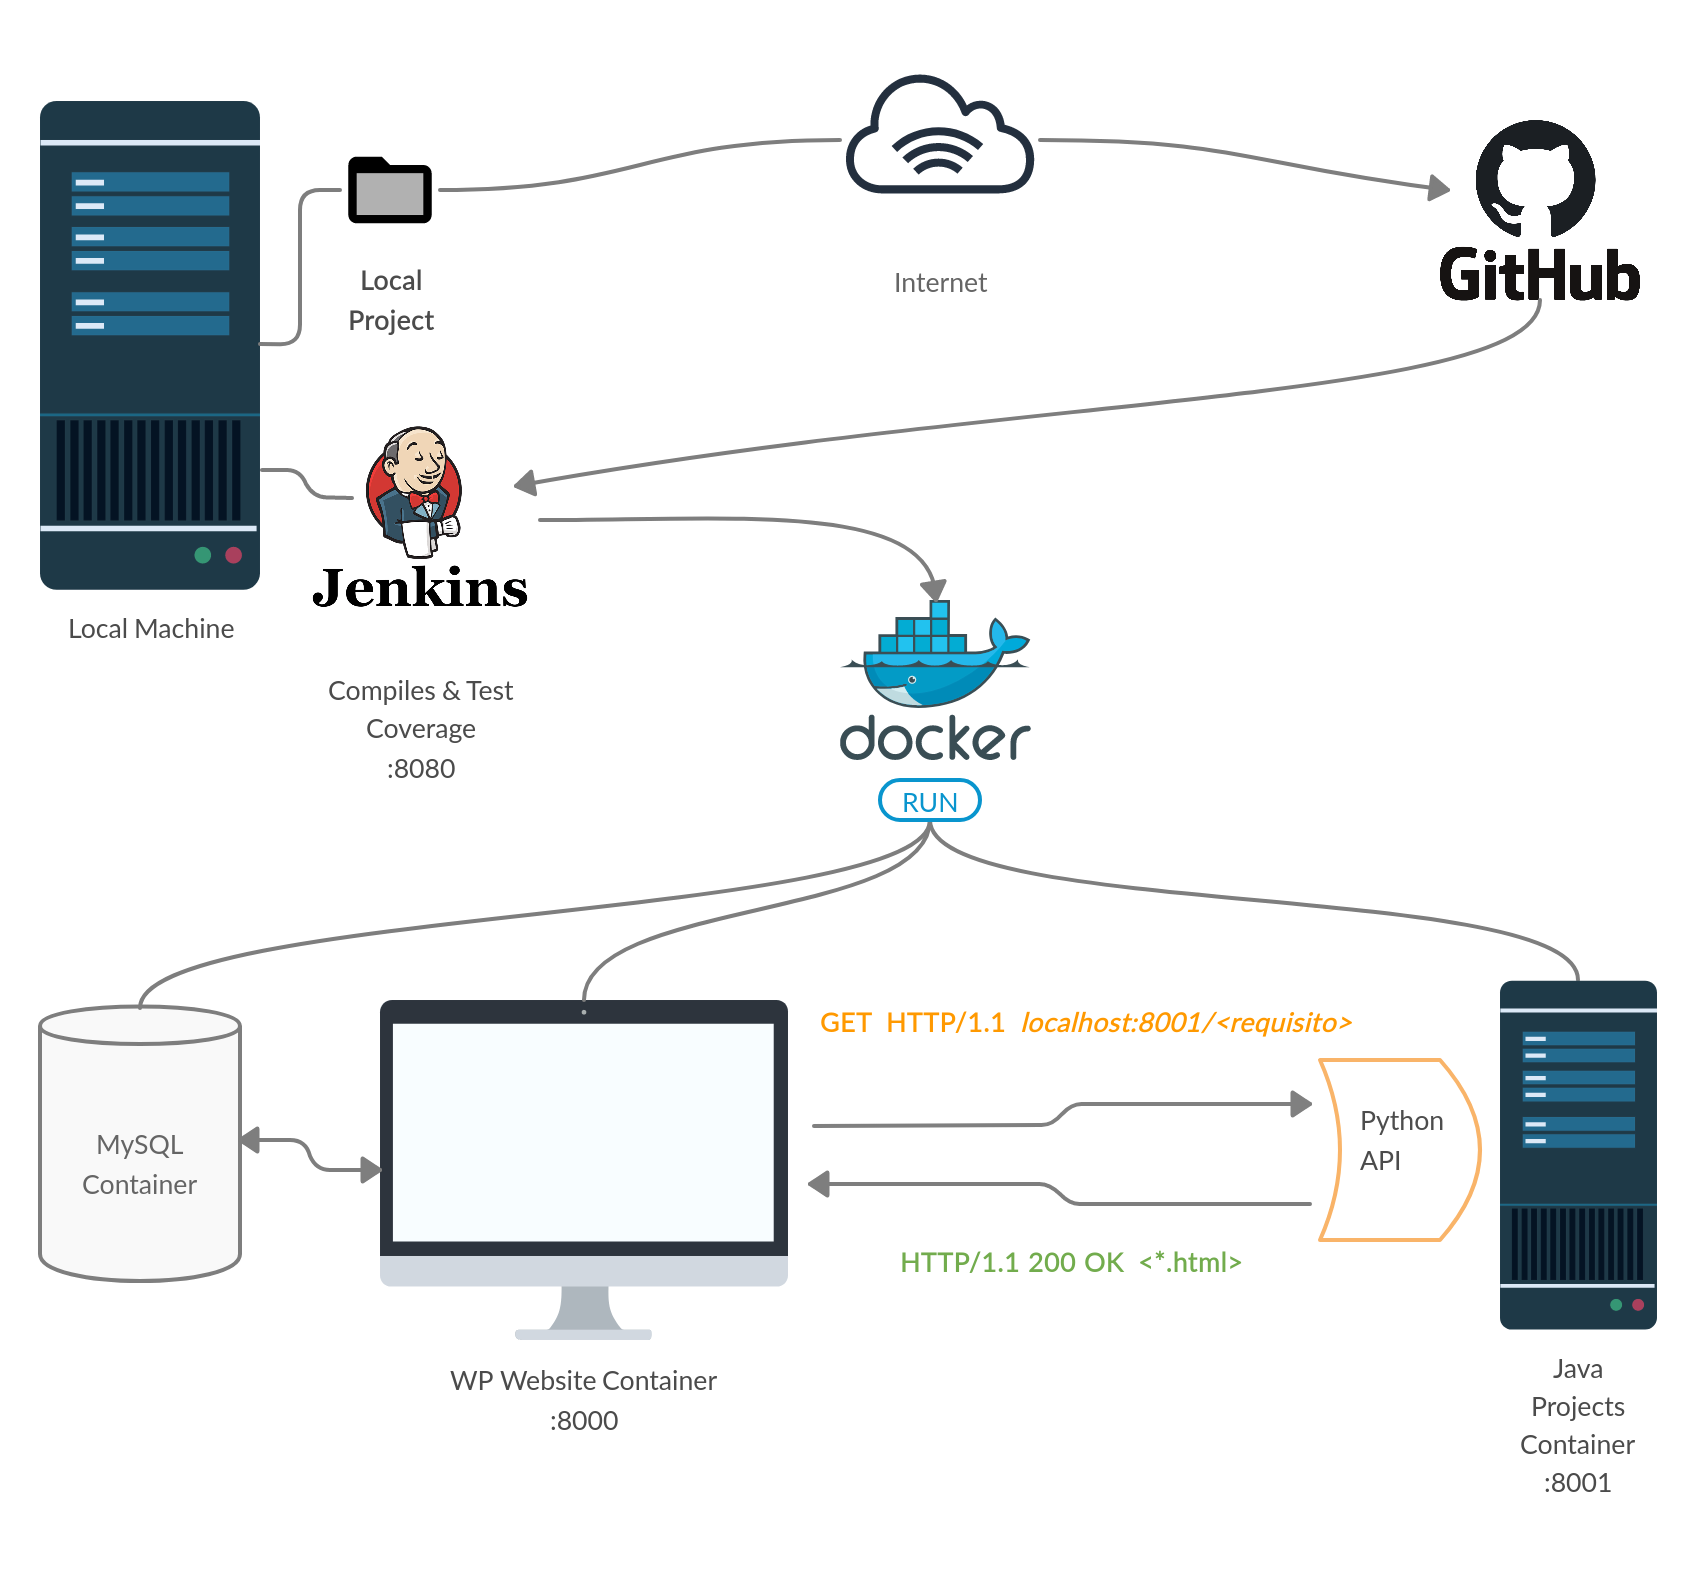 Local
Project
Internet
GitHub
Jenkins
Local Machine
Compiles & Test
Coverage
:8080
docker
RUN
GET HTTP/1.1 localhost:8001/<requisito>
Python
API
MySQL
Container
HTTP/1.1 200 OK <*.html>
WP Website Container
:8000
Java
Projects
Container
:8001